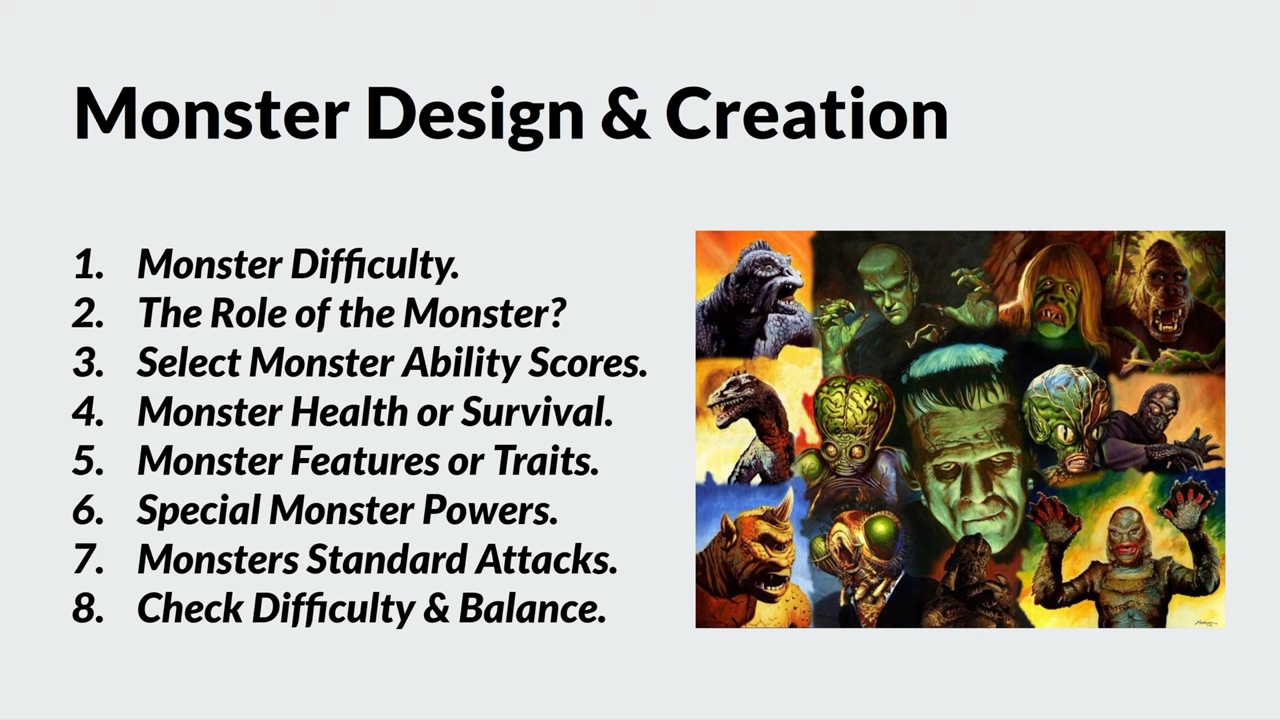 Monster Design & Creation
1. Monster Difficulty.
2. The Role of the Monster?
3. Select Monster Ability Scores.
4. Monster Health or Survival.
5. Monster Features or Traits.
6. Special Monster Powers.
7. Monsters Standard Attacks.
8. Check Difficulty & Balance.